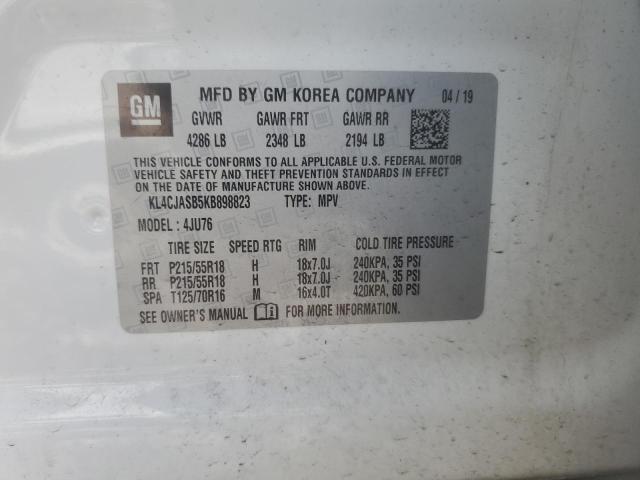 GM
MFD BY GM KOREA COMPANY 04 / 19
GVWR GAWR FRT GAWR RR
4286 LB 2348 LB 2194 LB
THIS VEHICLE CONFORMS TO ALL APPLICABLE U.S. FEDERAL MOTOR
VEHICLE SAFETY AND THEFT PREVENTION STANDARDS IN EFFECT
ON THE DATE OF MANUFACTURE SHOWN ABOVE.
KL4CJASB5KB898823 TYPE: MPV
MODEL : 4JU76
TIRE SIZE SPEED RTG RIM COLD TIRE PRESSURE
FRT P215/55R18 H 18x7.0J 240KPA, 35 PSI
RR P215/55R18 H 18x7.0J 240KPA, 35 PSI
SPA T125/70R16 M 16x4.0T 420KPA, 60 PSI
SEE OWNER'S MANUAL FOR MORE INFORMATION.